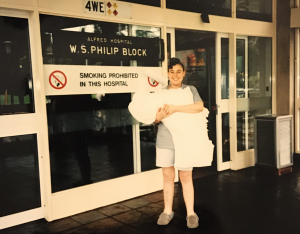 4WE
ALFRED HOSPITAL
W.S.PHILIP BLOCK
SMOKING PROHIBITED
IN THIS HOSPITAL